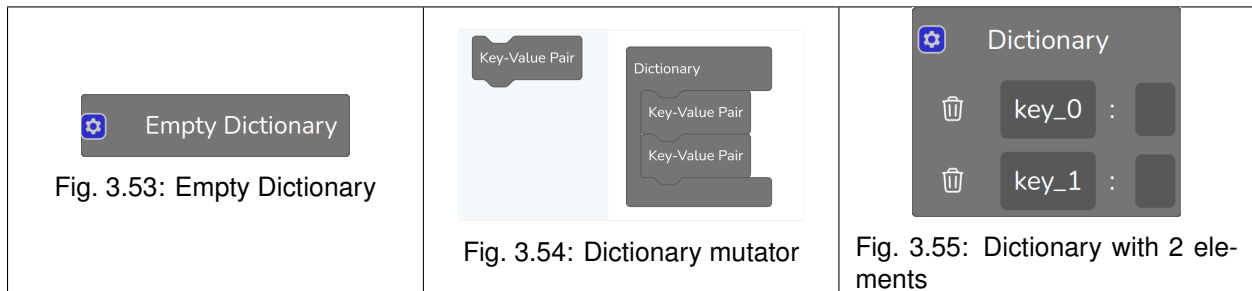 Empty Dictionary
Fig. 3.53: Empty Dictionary
Key-Value Pair
Dictionary
Key-Value Pair
Key-Value Pair
Fig. 3.54: Dictionary mutator
Dictionary
key_0 :
key_1 :
Fig. 3.55: Dictionary with 2 ele-
ments